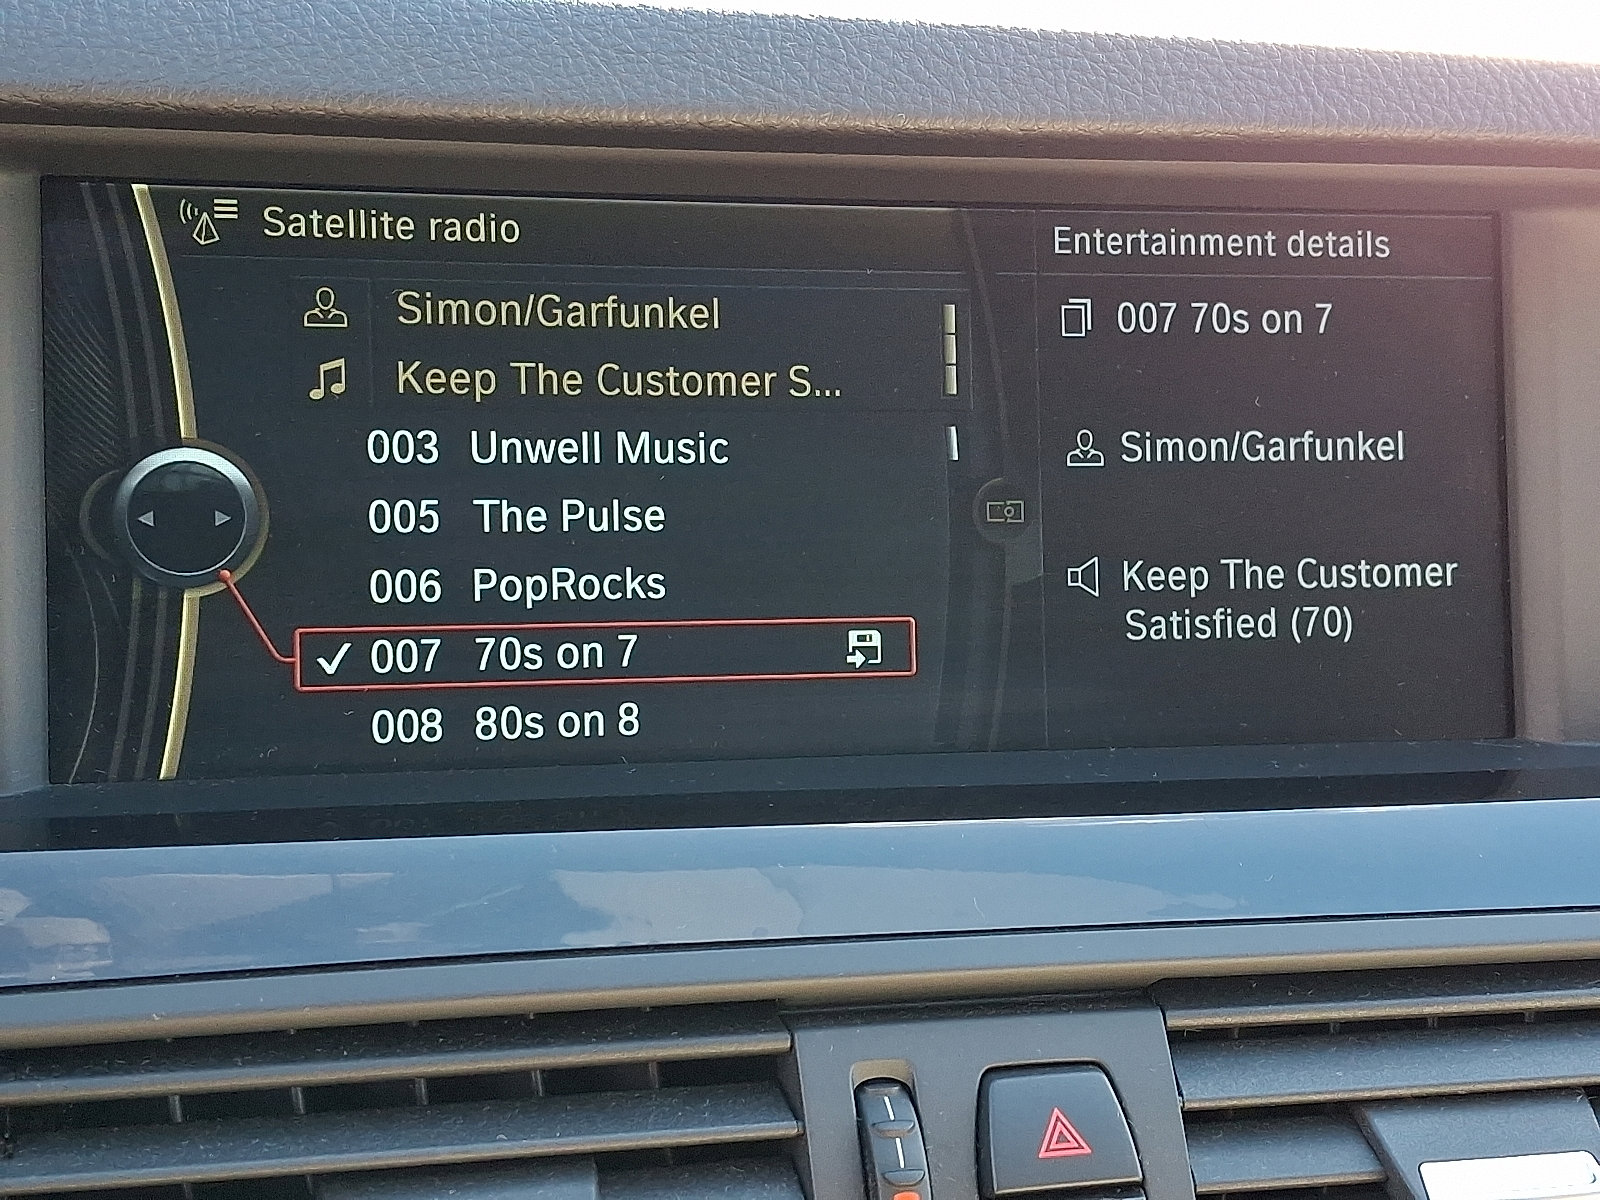 Satellite radio
Simon/Garfunkel
Keep The Customer S...
003 Unwell Music
005 The Pulse
006 PopRocks
007 70s on 7
008 80s on 8
Entertainment details
007 70s on 7
Simon/Garfunkel
Keep The Customer
Satisfied (70)